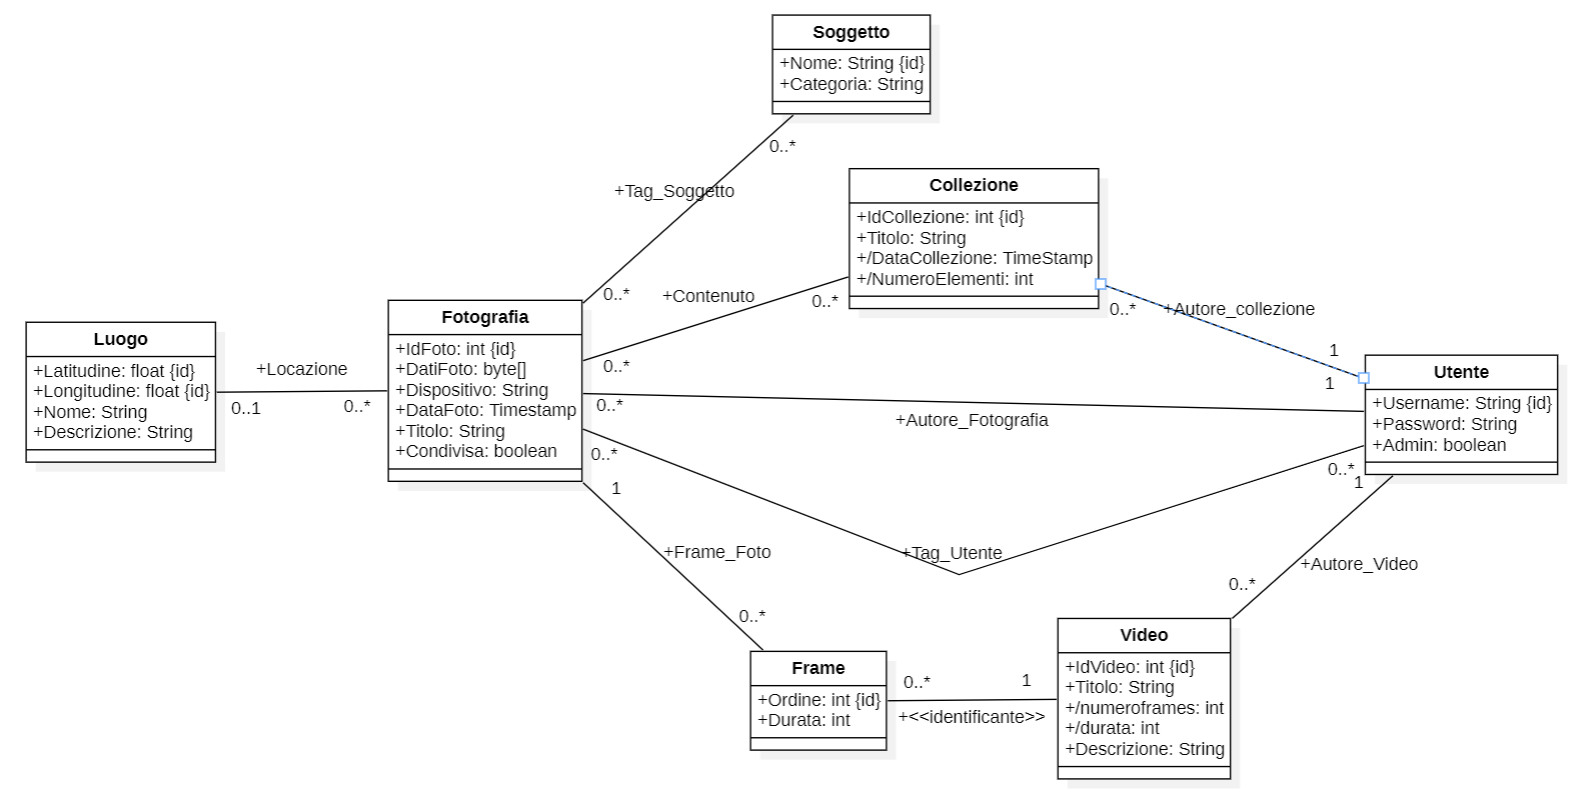 Soggetto
+Nome: String {id}
+Categoria: String
0..*
+Tag_Soggetto
0..*
Collezione
+IdCollezione: int {id}
+Titolo: String
+/DataCollezione: TimeStamp
+/NumeroElementi: int
+Contenuto
0..*
0..*
0..*
+Autore_collezione
1
1
Luogo
+Latitudine: float {id}
+Longitudine: float {id}
+Nome: String
+Descrizione: String
+Locazione
0..1
0..*
Fotografia
+IdFoto: int {id}
+DatiFoto: byte[]
+Dispositivo: String
+DataFoto: Timestamp
+Titolo: String
+Condivisa: boolean
0..*
+Autore_Fotografia
Utente
+Username: String {id}
+Password: String
+Admin: boolean
0..*
+Tag_Utente
0..*
1
1
+Frame_Foto
0..*
+Autore_Video
0..*
Frame
+Ordine: int {id}
+Durata: int
0..*
1
+<<identificante>>
Video
+IdVideo: int {id}
+Titolo: String
+/numeroframes: int
+/durata: int
+Descrizione: String